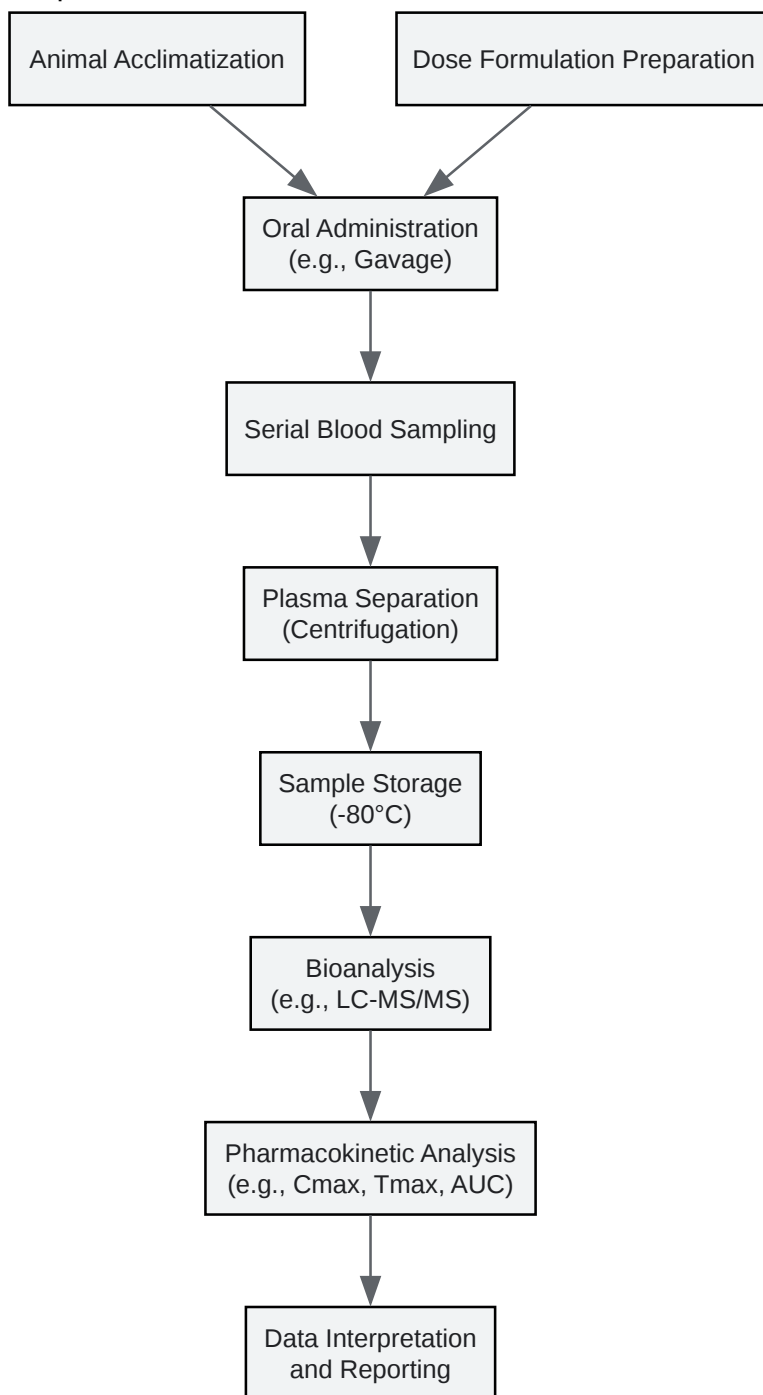 Animal Acclimatization
Dose Formulation Preparation
Oral Administration
(e.g., Gavage)
Serial Blood Sampling
Plasma Separation
(Centrifugation)
Sample Storage
(-80°C)
Bioanalysis
(e.g., LC-MS/MS)
Pharmacokinetic Analysis
(e.g., Cmax, Tmax, AUC)
Data Interpretation
and Reporting